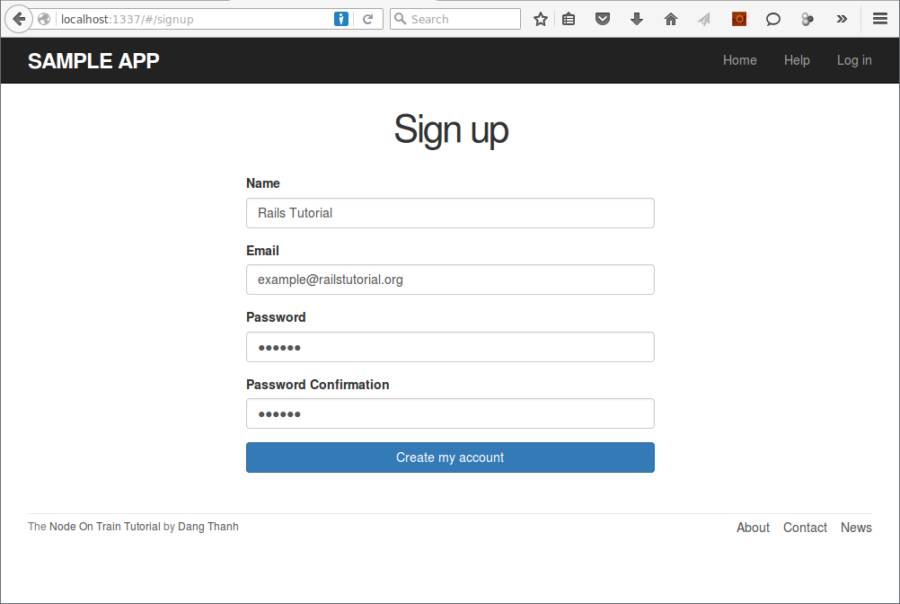 localhost:1337/#/signup
Search
SAMPLE APP
Home Help Log in
Sign up
Name
Rails Tutorial
Email
example@railstutorial.org
Password
●●●●●●
Password Confirmation
●●●●●●
Create my account
The Node On Train Tutorial by Dang Thanh
About Contact News